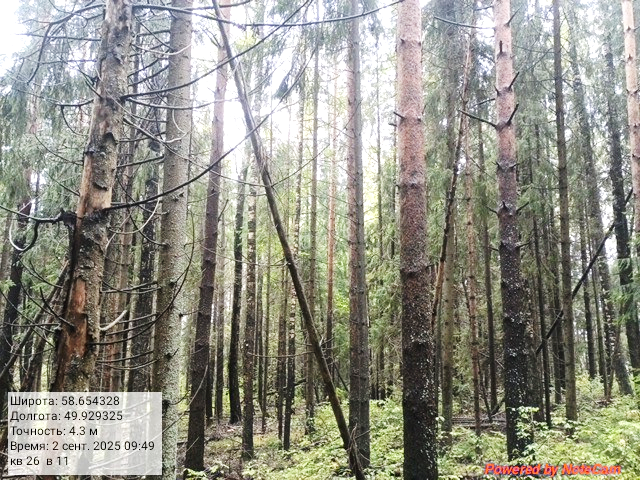 Широта: 58.654328
Долгота: 49.929325
Точность: 4.3 м
Время: 2 сент. 2025 09:49
кв 26 в 11
Powered by NoteCam